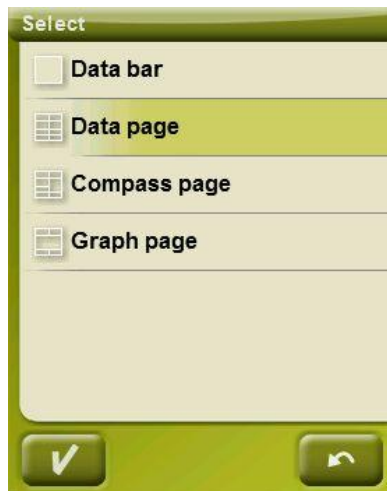 Select
Data bar
Data page
Compass page
Graph page